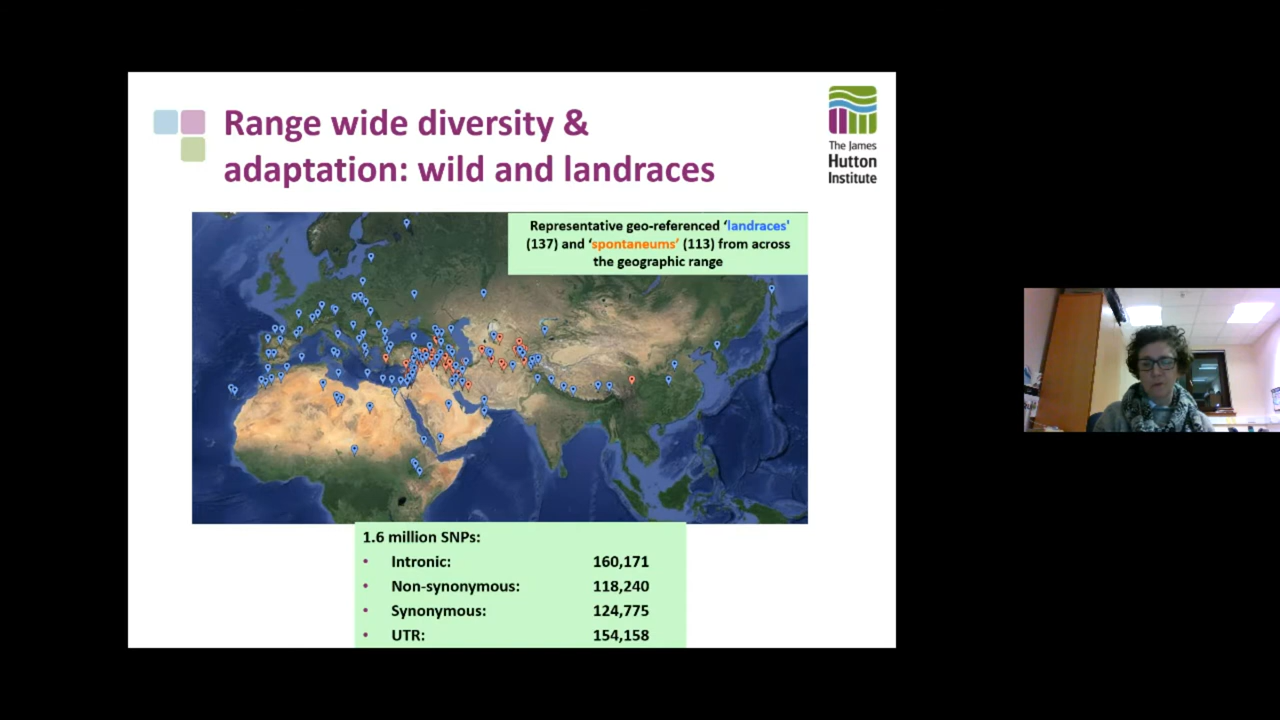 Range wide diversity &
adaptation: wild and landraces
The James
Hutton
Institute
Representative geo-referenced ‘landraces'
(137) and ‘spontaneums’ (113) from across
the geographic range
1.6 million SNPs:
• Intronic: 160,171
• Non-synonymous: 118,240
• Synonymous: 124,775
• UTR: 154,158